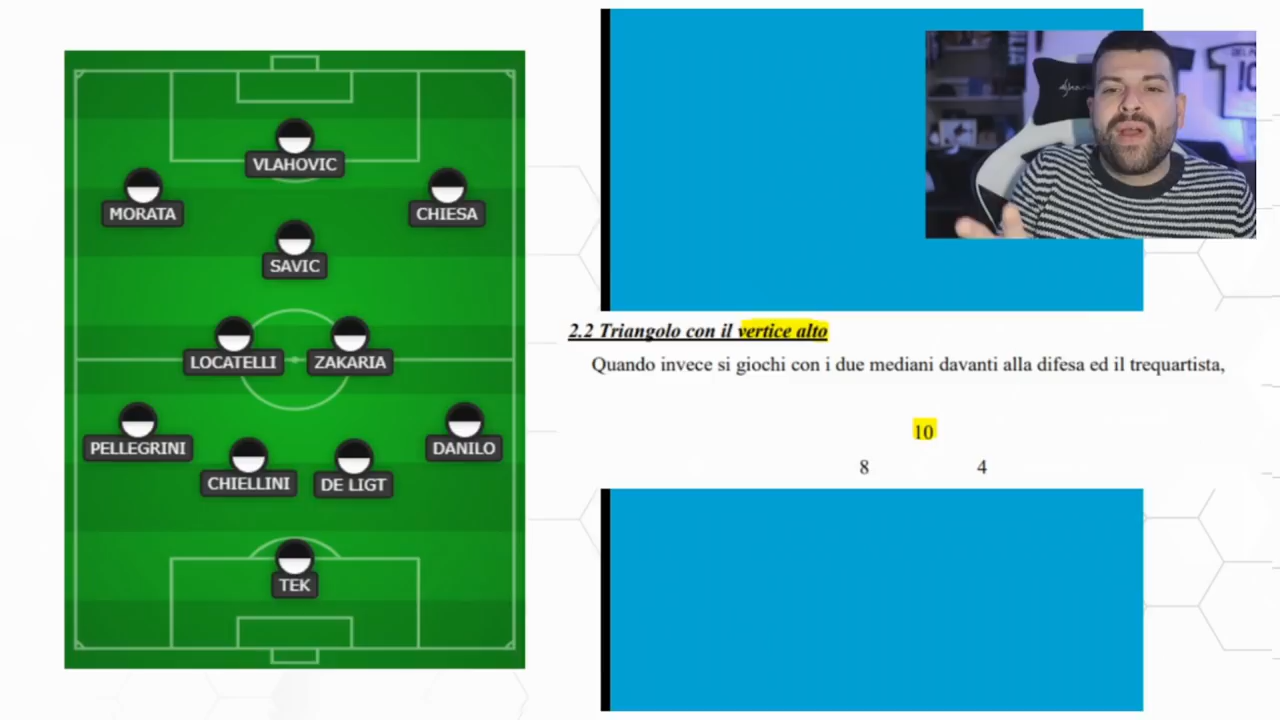 VLAHOVIC
MORATA
CHIESA
SAVIC
LOCATELLI
ZAKARIA
PELLEGRINI
DANILO
CHIELLINI
DE LIGT
TEK
2.2 Triangolo con il vertice alto
Quando invece si giochi con i due mediani davanti alla difesa ed il trequartista,
10
8 4
10